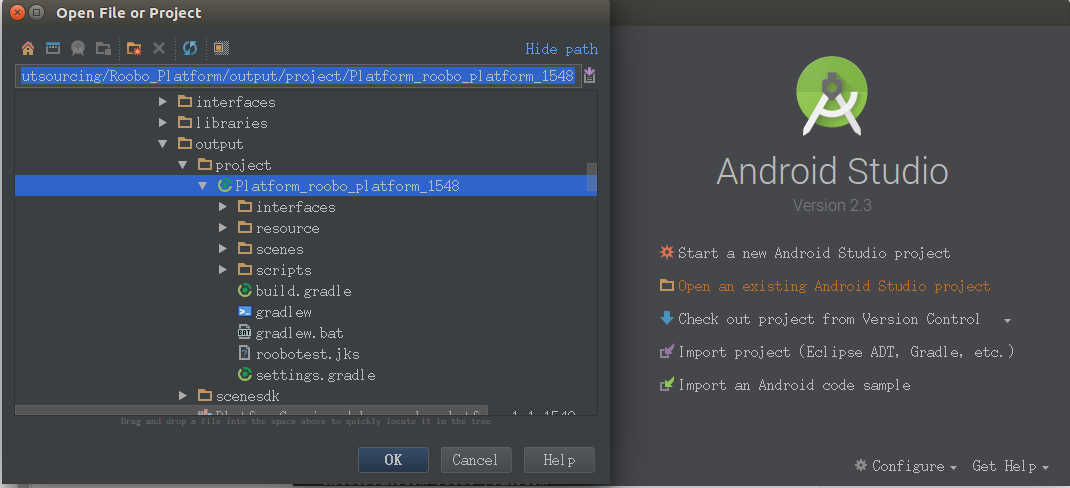 Open File or Project
Hide path
utsourcing/Roobo_Platform/output/project/Platform_roobo_platform_1548
interfaces
libraries
output
project
Platform_roobo_platform_1548
interfaces
resource
scenes
scripts
build.gradle
gradlew
BAT gradlew.bat
? roobotest.jks
settings.gradle
scenesdk
Drag and drop a file into the space above to quickly locate it in the tree
OK
Cancel
Help
Android Studio
Version 2.3
Start a new Android Studio project
Open an existing Android Studio project
Check out project from Version Control
Import project (Eclipse ADT, Gradle, etc.)
Import an Android code sample
Configure
Get Help